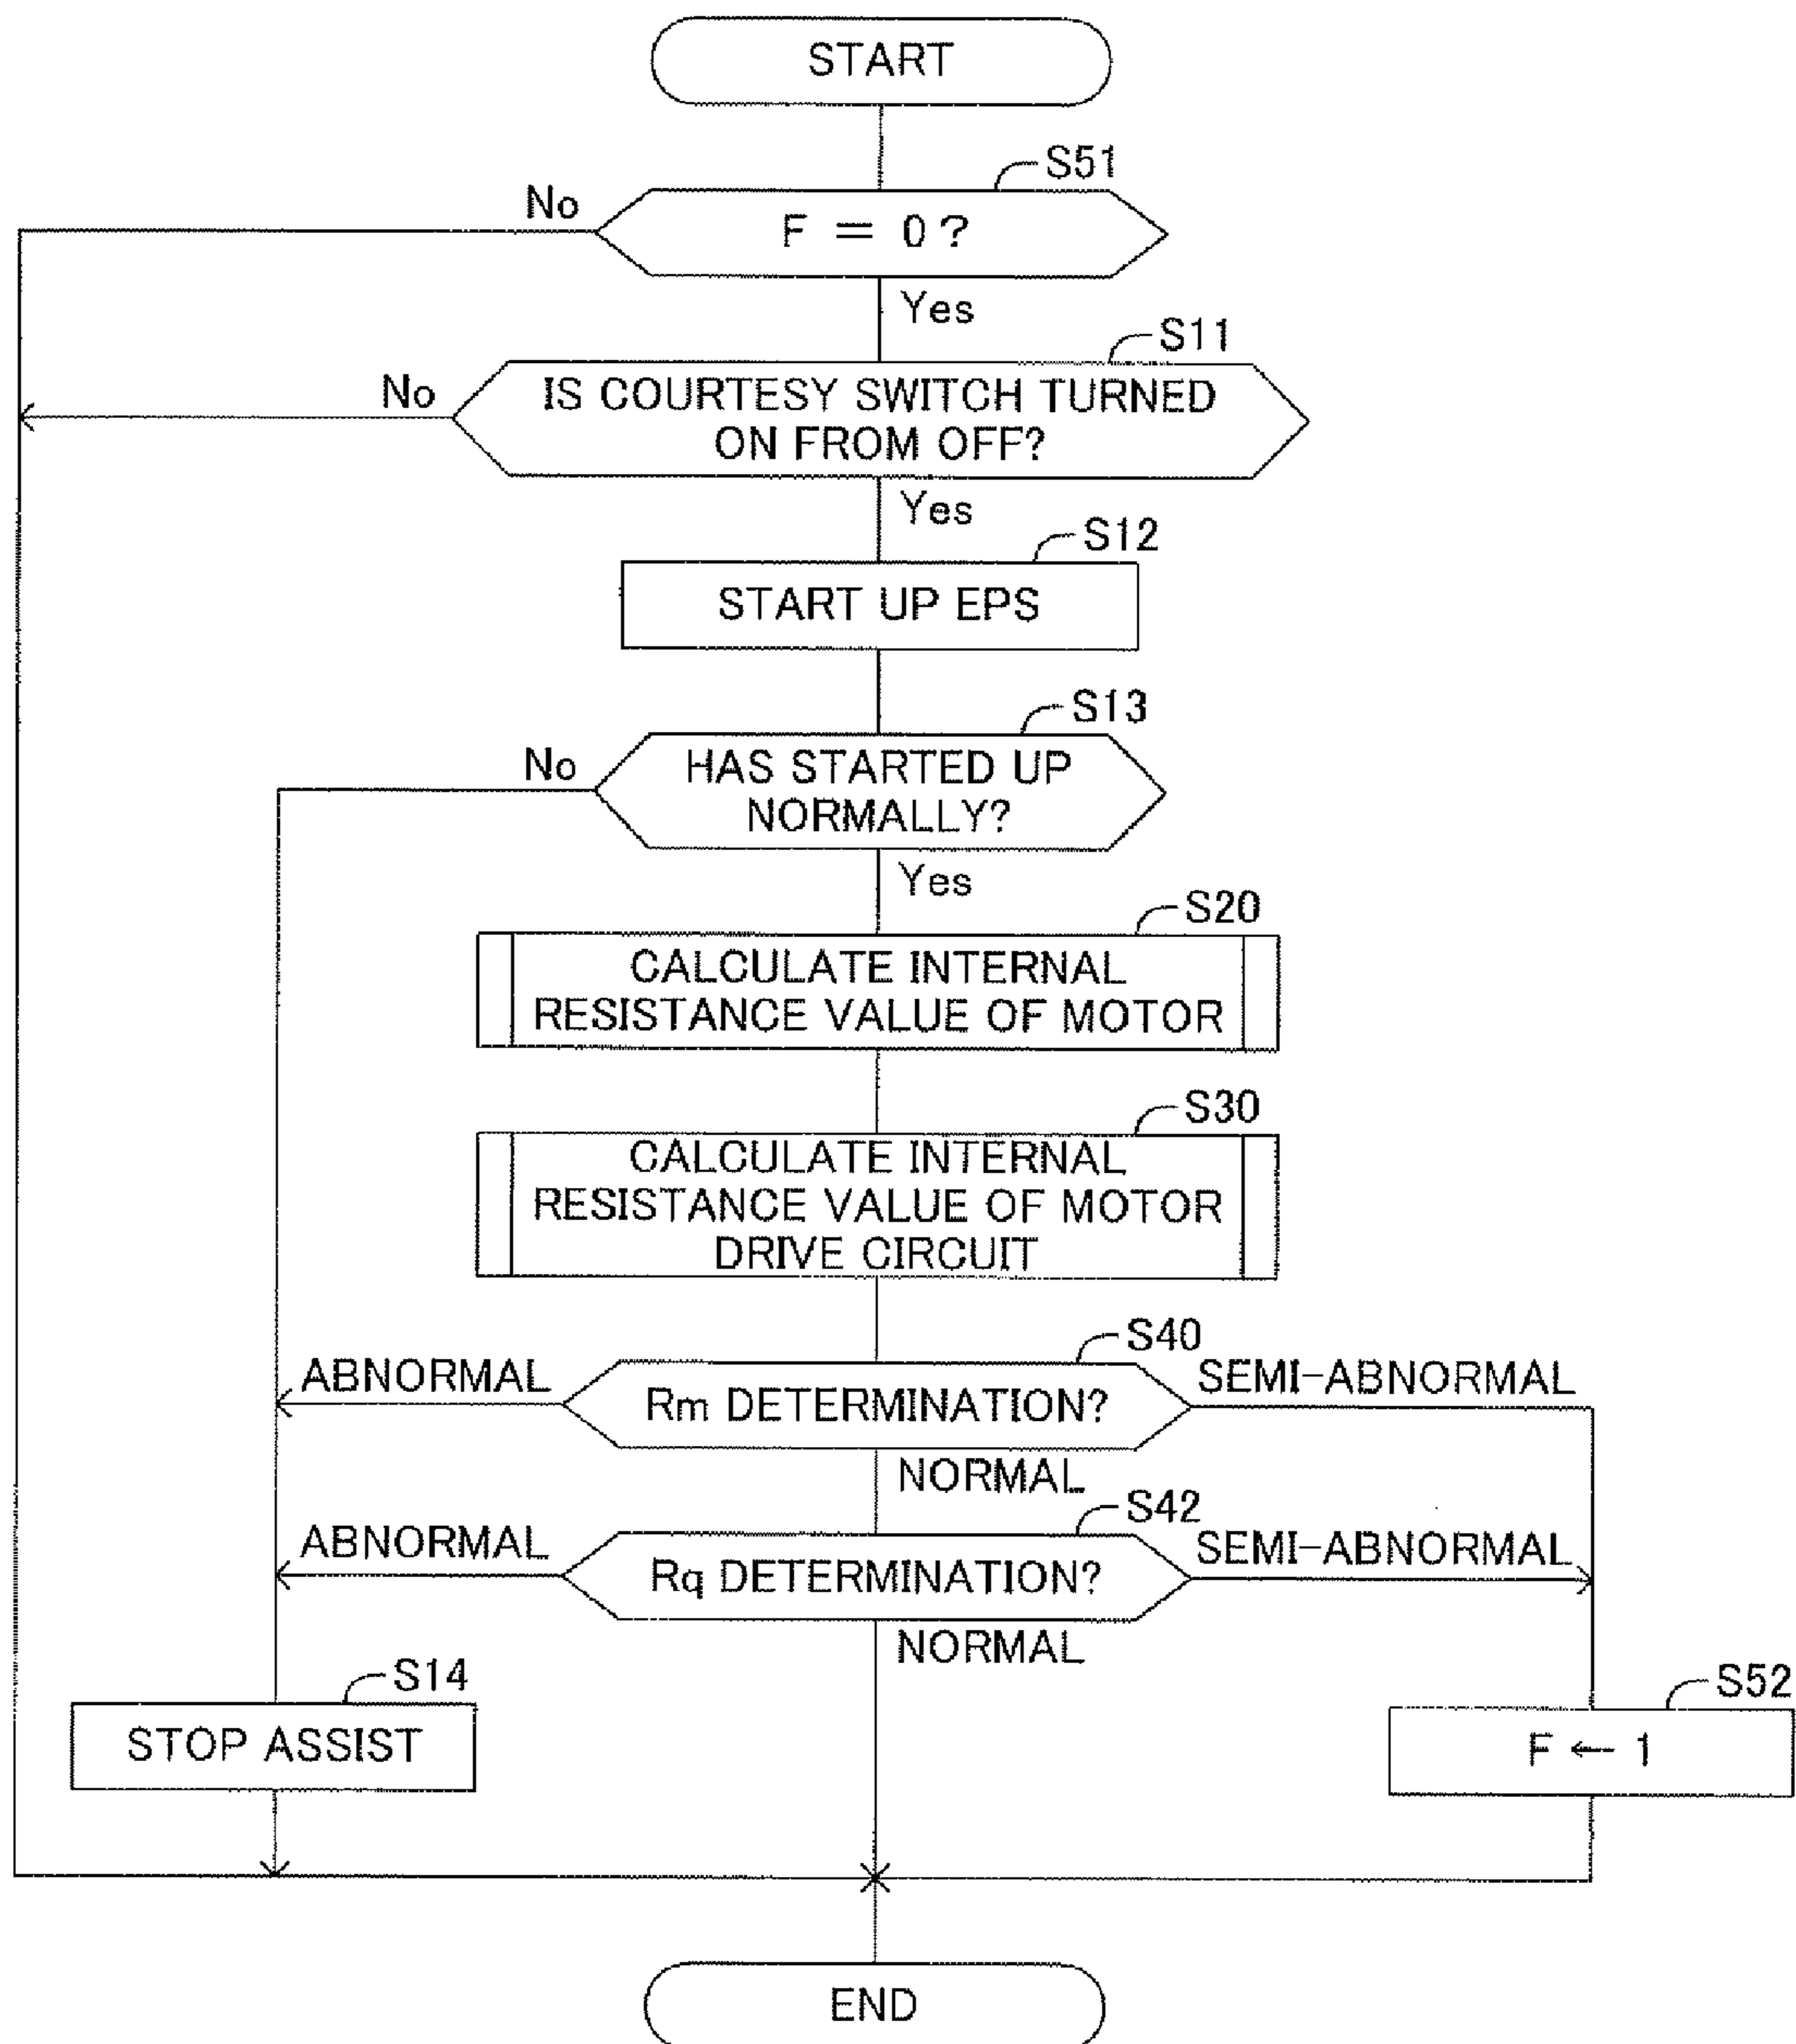 START
S51
No
F = 0?
Yes
S11
No
IS COURTESY SWITCH TURNED
ON FROM OFF?
Yes
S12
START UP EPS
S13
No
HAS STARTED UP
NORMALLY?
Yes
S20
CALCULATE INTERNAL
RESISTANCE VALUE OF MOTOR
S30
CALCULATE INTERNAL
RESISTANCE VALUE OF MOTOR
DRIVE CIRCUIT
S40
ABNORMAL
Rm DETERMINATION?
SEMI-ABNORMAL
NORMAL
S42
ABNORMAL
Rq DETERMINATION?
SEMI-ABNORMAL
NORMAL
S14
STOP ASSIST
S52
F ← 1
END